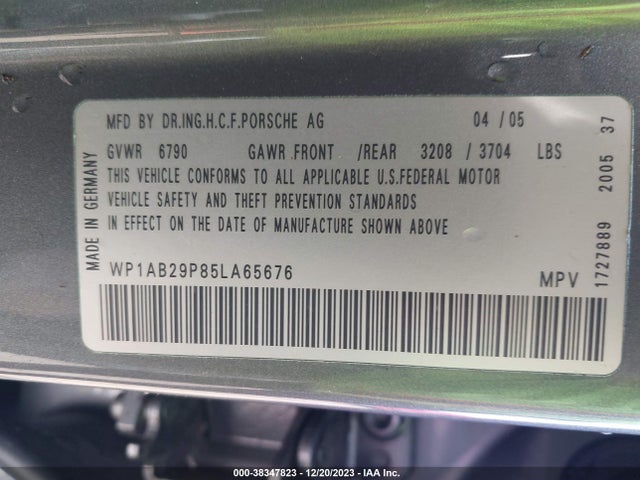 MFD BY DR.ING.H.C.F.PORSCHE AG 04 / 05
GVWR 6790 GAWR FRONT /REAR 3208 / 3704 LBS
THIS VEHICLE CONFORMS TO ALL APPLICABLE U.S.FEDERAL MOTOR
VEHICLE SAFETY AND THEFT PREVENTION STANDARDS
IN EFFECT ON THE DATE OF MANUFACTURE SHOWN ABOVE
WP1AB29P85LA65676 MPV
MADE IN GERMANY
1727889 2005 37
000-38347823 - 12/20/2023 - IAA Inc.